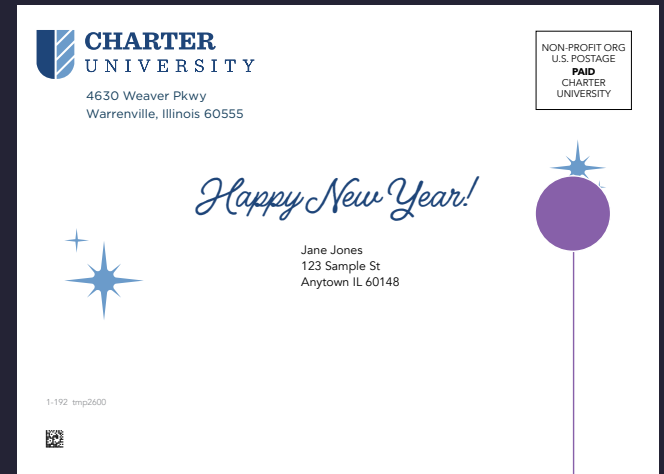 CHARTER
UNIVERSITY
4630 Weaver Pkwy
Warrenville, Illinois 60555
NON-PROFIT ORG
U.S. POSTAGE
PAID
CHARTER
UNIVERSITY
Happy New Year!
Jane Jones
123 Sample St
Anytown IL 60148
1-192 tmp2600